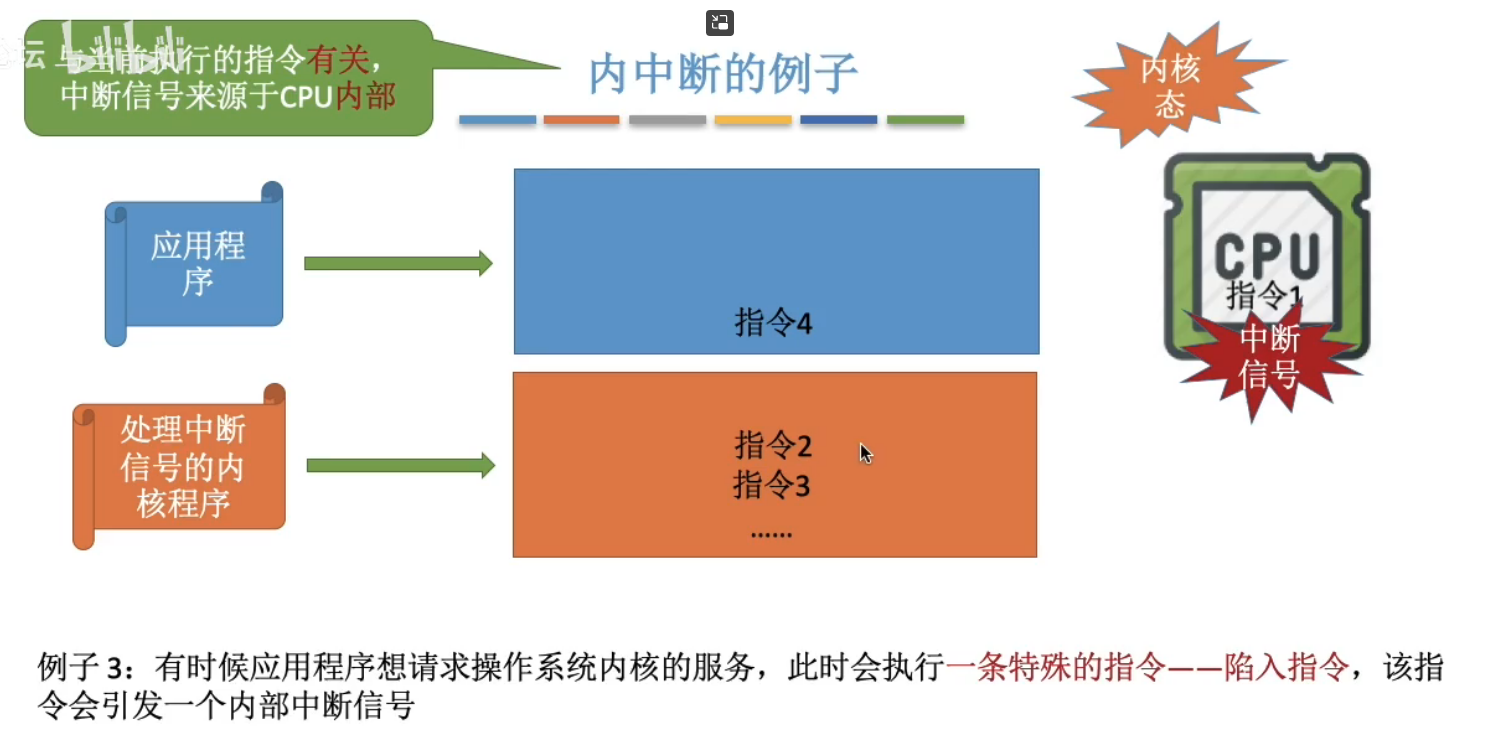 与当前执行的指令有关，
中断信号来源于CPU内部
内中断的例子
内核
态
应用程
序
指令4
CPU
指令1
中断
信号
处理中断
信号的内
核程序
指令2
指令3
......
例子 3：有时候应用程序想请求操作系统内核的服务，此时会执行一条特殊的指令——陷入指令，该指
令会引发一个内部中断信号